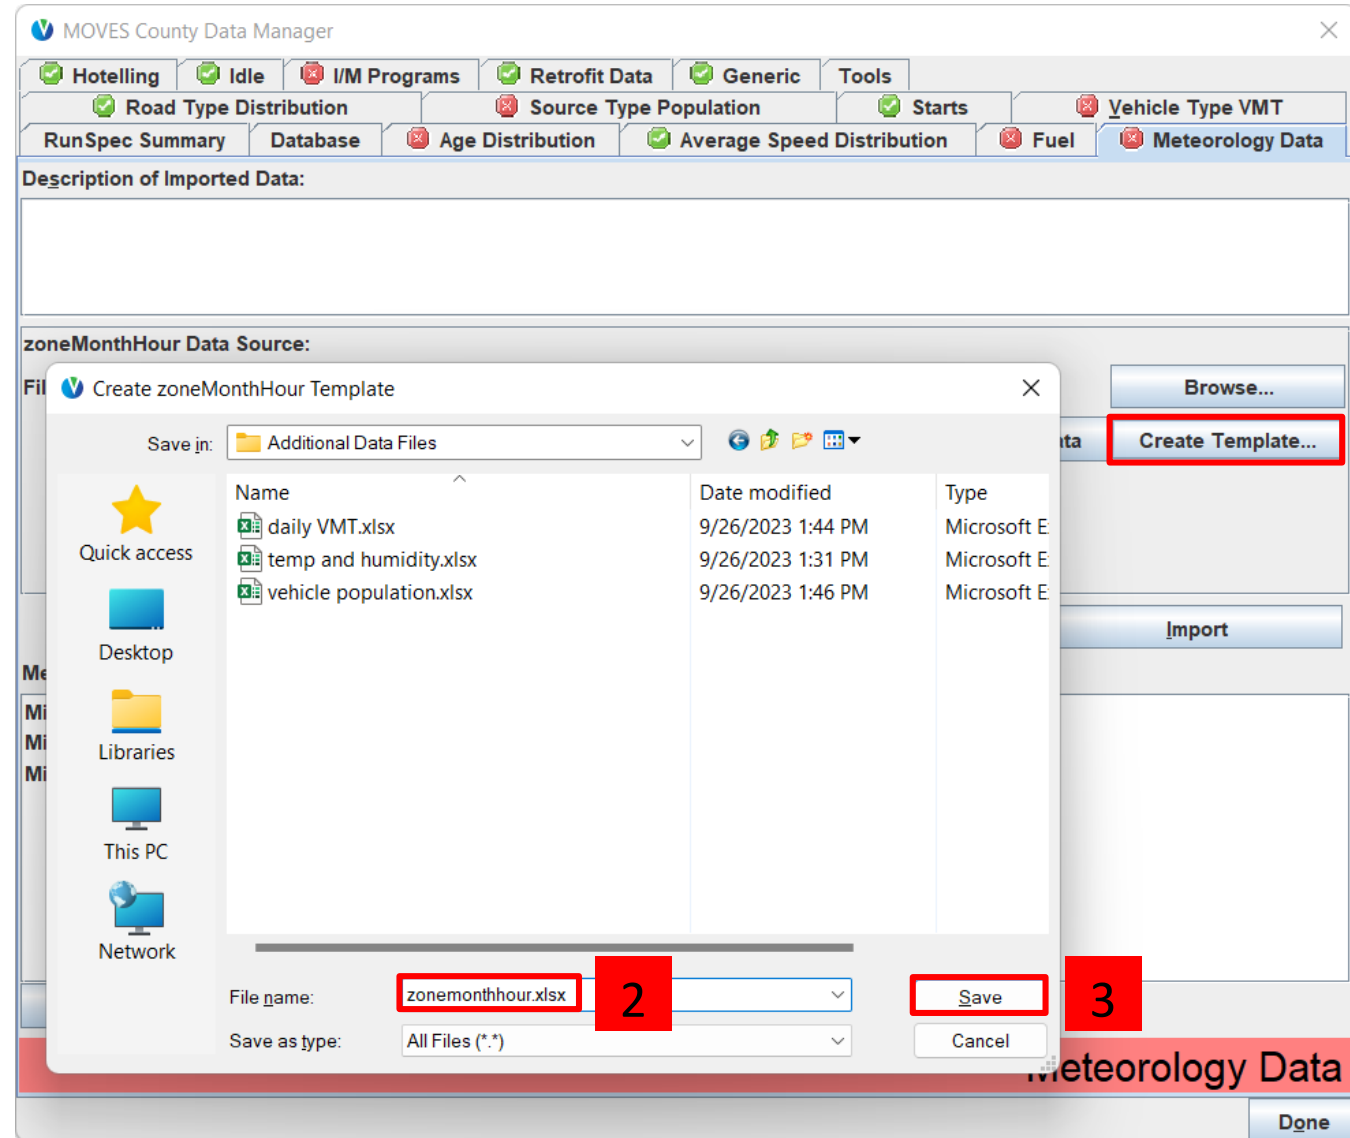 MOVES County Data Manager
Hotelling Idle I/M Programs Retrofit Data Generic Tools
Road Type Distribution Source Type Population Starts Vehicle Type VMT
RunSpec Summary Database Age Distribution Average Speed Distribution Fuel Meteorology Data
Description of Imported Data:
zoneMonthHour Data Source:
Fil
Browse...
Create zoneMonthHour Template
Create Template...
Save in: Additional Data Files
Name Date modified Type
daily VMT.xlsx 9/26/2023 1:44 PM Microsoft E
temp and humidity.xlsx 9/26/2023 1:31 PM Microsoft E
vehicle population.xlsx 9/26/2023 1:46 PM Microsoft E
Quick access
Desktop
Libraries
This PC
Network
Import
Me
Mi
Mi
Mi
File name: zonemonthhour.xlsx 2 Save 3
Save as type: All Files (*.*) Cancel
Meteorology Data
Done